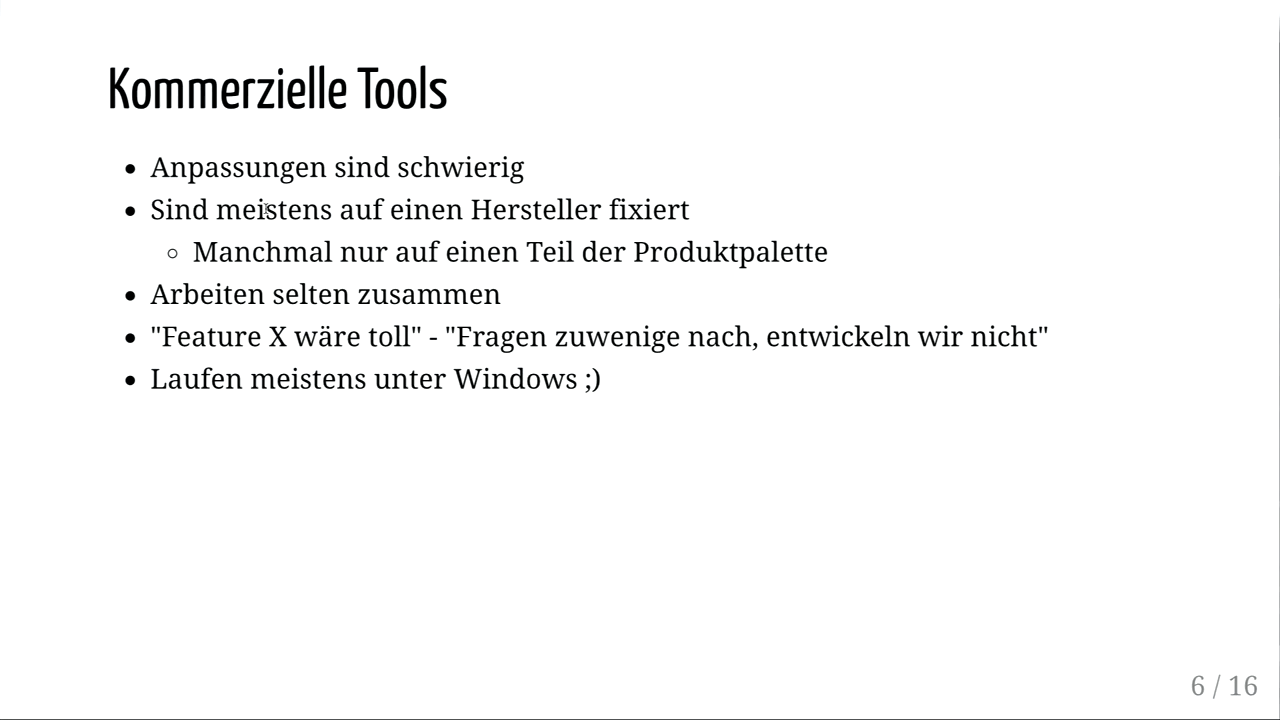 Kommerzielle Tools
Anpassungen sind schwierig
Sind meistens auf einen Hersteller fixiert
Manchmal nur auf einen Teil der Produktpalette
Arbeiten selten zusammen
"Feature X wäre toll" - "Fragen zuwenige nach, entwickeln wir nicht"
Laufen meistens unter Windows ;)
6 / 16